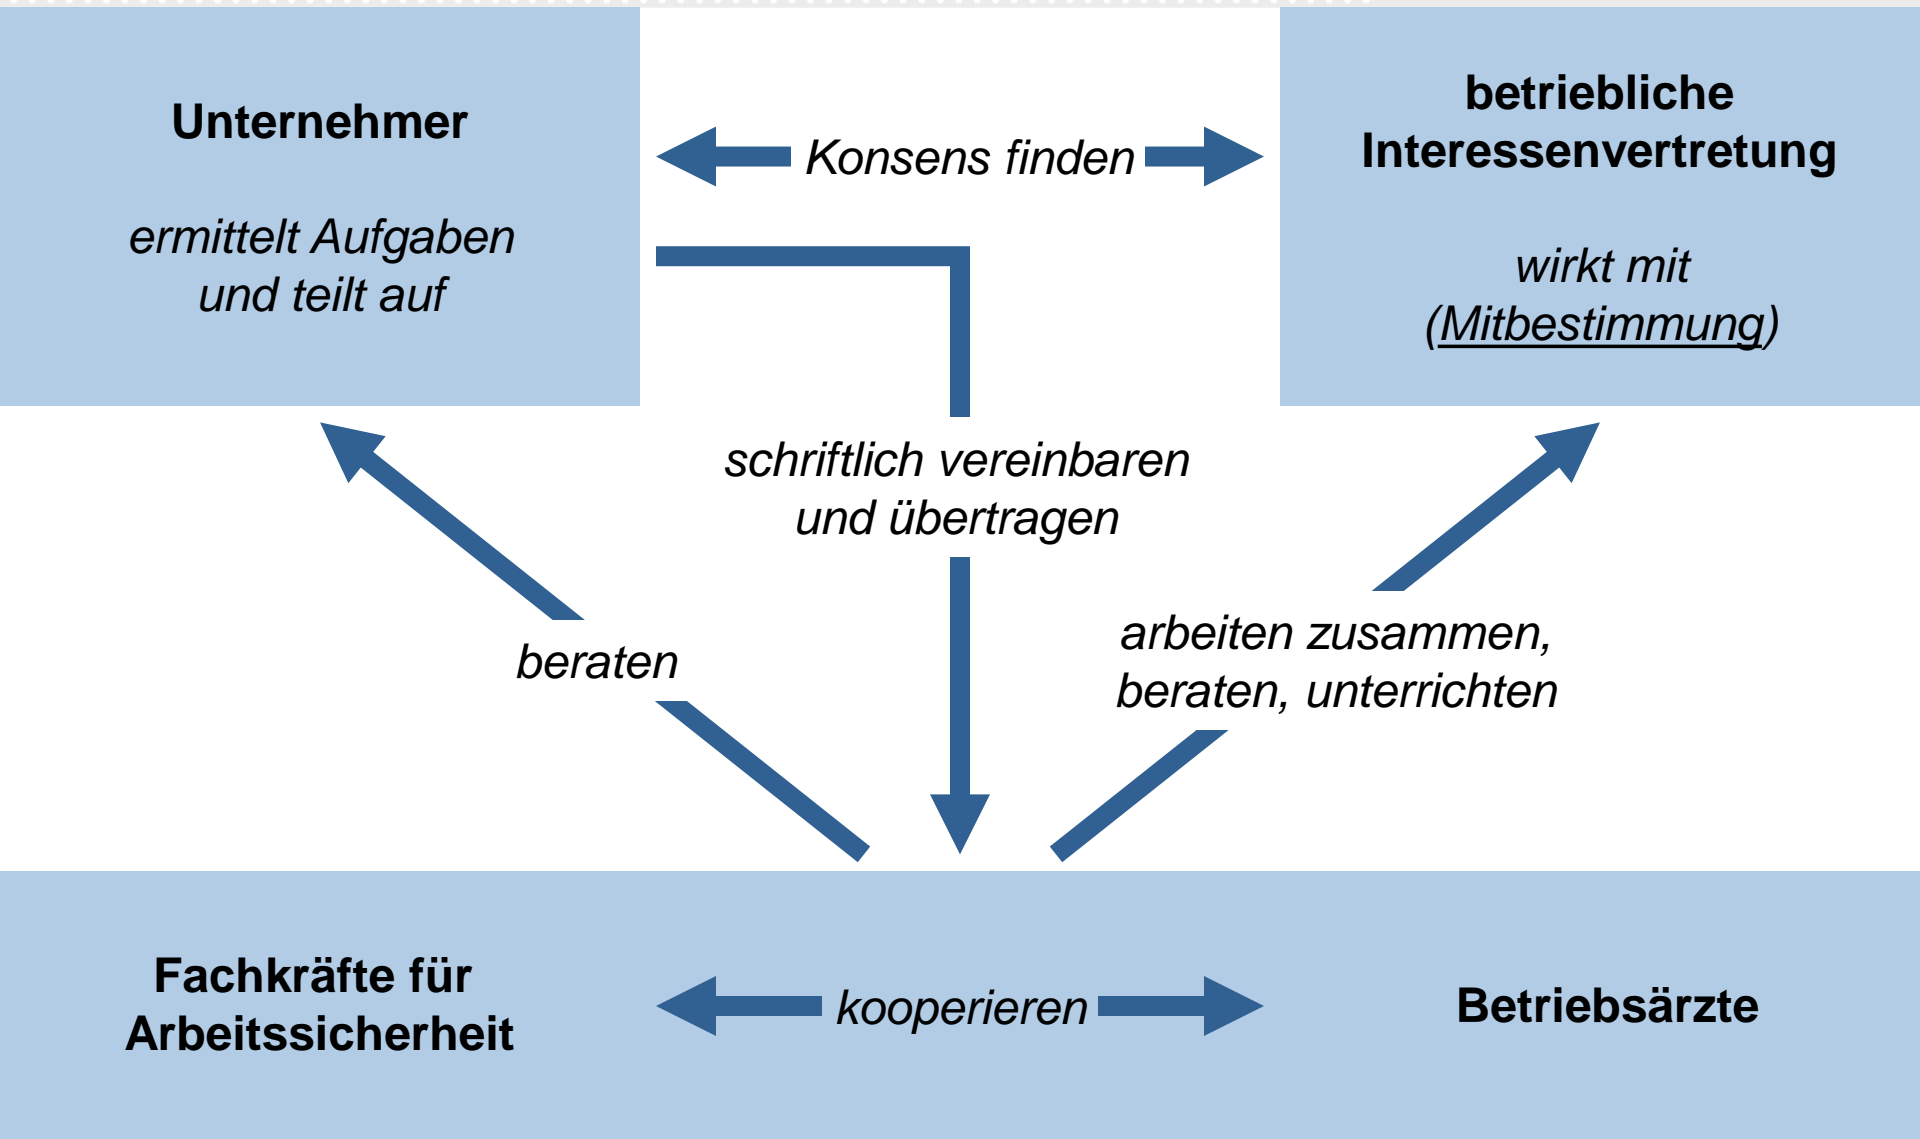 Unternehmer
ermittelt Aufgaben
und teilt auf
Konsens finden
betriebliche
Interessenvertretung
wirkt mit
(Mitbestimmung)
schriftlich vereinbaren
und übertragen
beraten
arbeiten zusammen,
beraten, unterrichten
Fachkräfte für
Arbeitssicherheit
kooperieren
Betriebsärzte